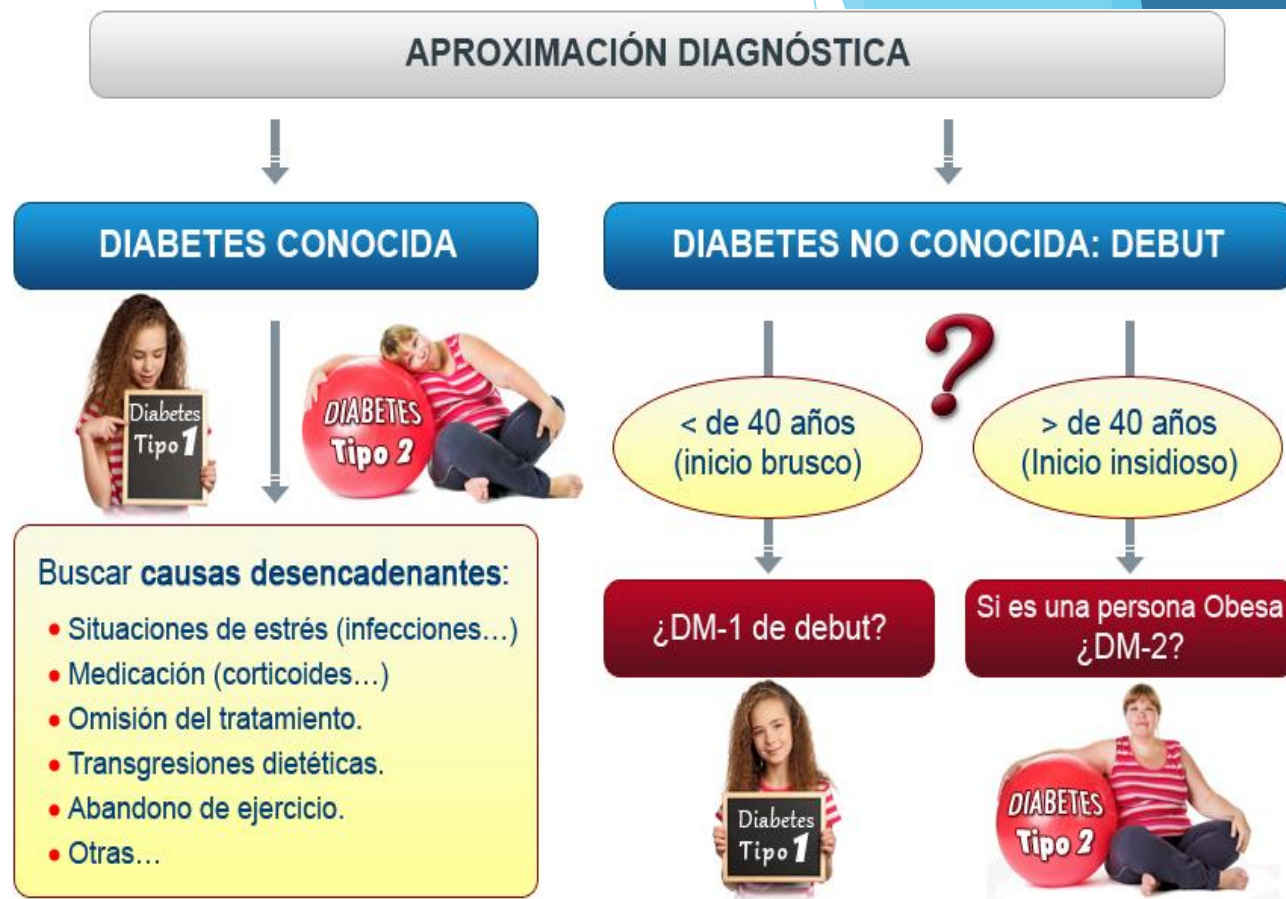 APROXIMACIÓN DIAGNÓSTICA
DIABETES CONOCIDA
Diabetes
Tipo 1
DIABETES
Tipo 2
Buscar causas desencadenantes:
• Situaciones de estrés (infecciones…)
• Medicación (corticoides…)
• Omisión del tratamiento.
• Transgresiones dietéticas.
• Abandono de ejercicio.
• Otras…
DIABETES NO CONOCIDA: DEBUT
?
< de 40 años
(inicio brusco)
> de 40 años
(Inicio insidioso)
¿DM-1 de debut?
Si es una persona Obesa
¿DM-2?
Diabetes
Tipo 1
DIABETES
Tipo 2